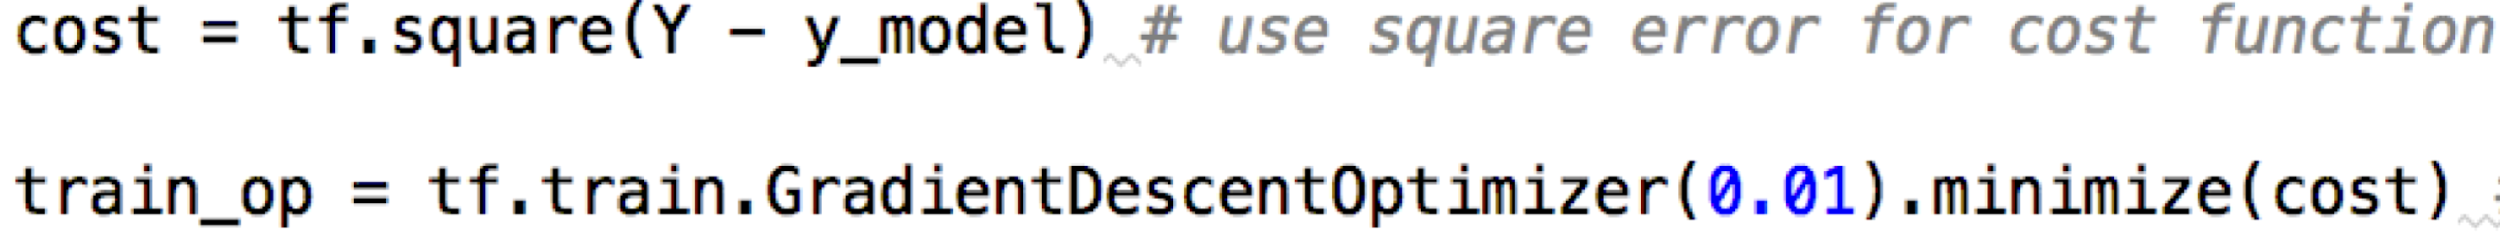 cost = tf.square(Y - y_model) # use square error for cost function
train_op = tf.train.GradientDescentOptimizer(0.01).minimize(cost)